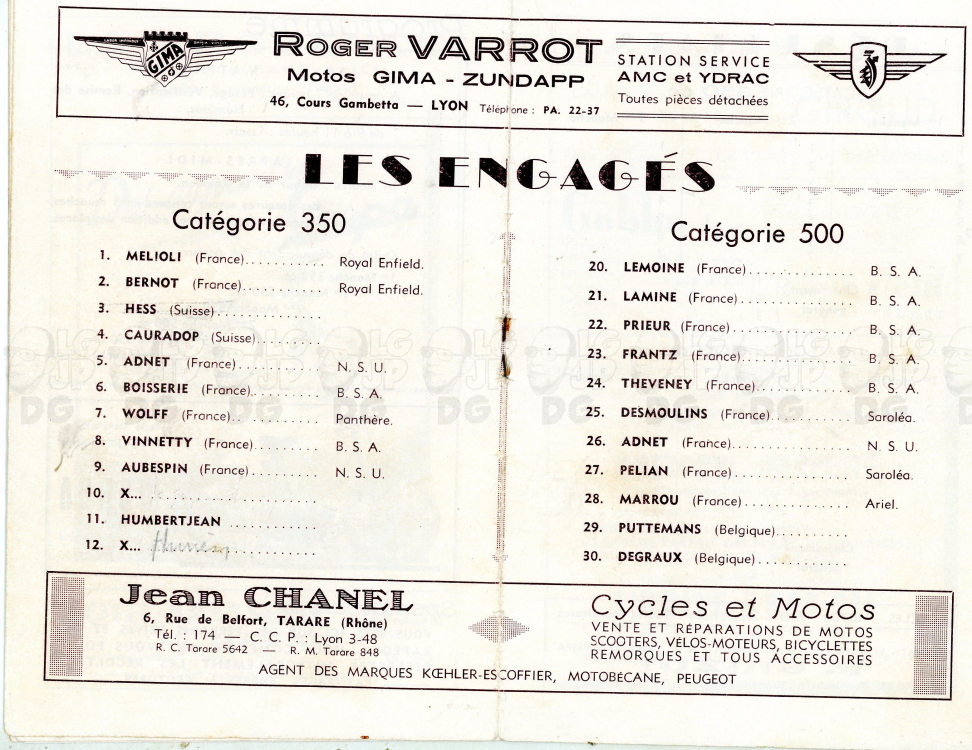 GIMA
ROGER VARROT
Motos GIMA - ZUNDAPP
46, Cours Gambetta — LYON Téléphone : PA. 22-37
STATION SERVICE
AMC et YDRAC
Toutes pièces détachées
LES ENGAGÉS
Catégorie 350
1. MELIOLI (France).......... Royal Enfield.
2. BERNOT (France).......... Royal Enfield.
3. HESS (Suisse)..............
4. CAURADOP (Suisse)..........
5. ADNET (France)........... N. S. U.
6. BOISSERIE (France)......... B. S. A.
7. WOLFF (France)............ Panthère.
8. VINNETTY (France)......... B. S. A.
9. AUBESPIN (France)......... N. S. U.
10. X...
11. HUMBERTJEAN ............
12. X...
Catégorie 500
20. LEMOINE (France).............. B. S. A.
21. LAMINE (France)............... B. S. A.
22. PRIEUR (France)................ B. S. A.
23. FRANTZ (France)............... B. S. A.
24. THEVENEY (France)............. B. S. A.
25. DESMOULINS (France).......... Saroléa.
26. ADNET (France)................ N. S. U.
27. PELIAN (France)............... Saroléa.
28. MARROU (France).............. Ariel.
29. PUTTEMANS (Belgique)..........
30. DEGRAUX (Belgique)............
Jean CHANEL
6, Rue de Belfort, TARARE (Rhône)
Tél. : 174 — C. C. P. : Lyon 3-48
R. C. Tarare 5642 — R. M. Tarare 848
Cycles et Motos
VENTE ET RÉPARATIONS DE MOTOS
SCOOTERS, VÉLOS-MOTEURS, BICYCLETTES
REMORQUES ET TOUS ACCESSOIRES
AGENT DES MARQUES KŒHLER-ESCOFFIER, MOTOBÉCANE, PEUGEOT
LGJP DG